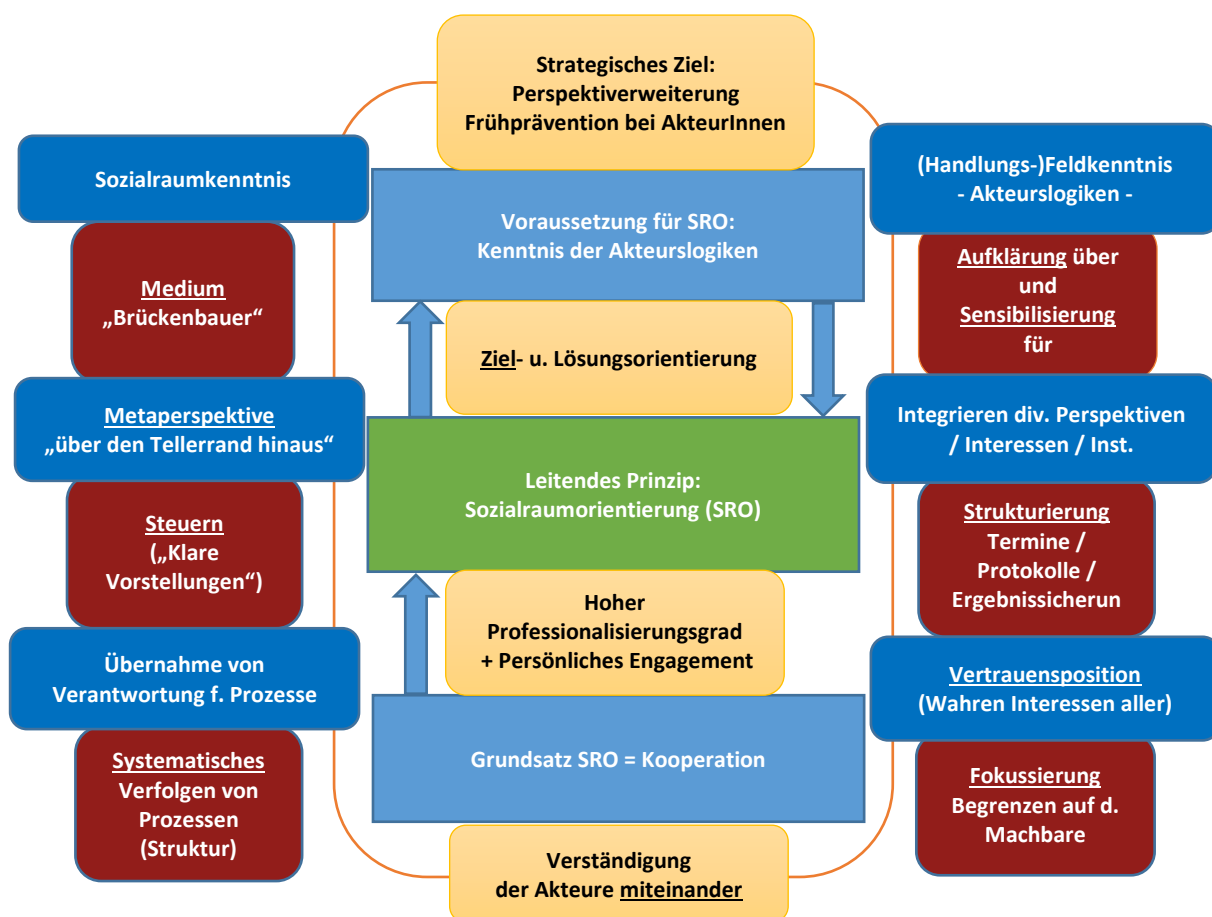 Strategisches Ziel:
Perspektiverweiterung
Frühprävention bei AkteurInnen
Sozialraumkenntnis
Medium
„Brückenbauer“
Metaperspektive
„über den Tellerrand hinaus“
Steuern
(„Klare
Vorstellungen“)
Übernahme von
Verantwortung f. Prozesse
Systematisches
Verfolgen von
Prozessen
(Struktur)
Voraussetzung für SRO:
Kenntnis der Akteurslogiken
Ziel- u. Lösungsorientierung
Leitendes Prinzip:
Sozialraumorientierung (SRO)
Hoher
Professionalisierungsgrad
+ Persönliches Engagement
Grundsatz SRO = Kooperation
Verständigung
der Akteure miteinander
(Handlungs-)Feldkenntnis
- Akteurslogiken -
Aufklärung über
und
Sensibilisierung
für
Integrieren div. Perspektiven
/ Interessen / Inst.
Strukturierung
Termine /
Protokolle /
Ergebnissicherun
Vertrauensposition
(Wahren Interessen aller)
Fokussierung
Begrenzen auf d.
Machbare